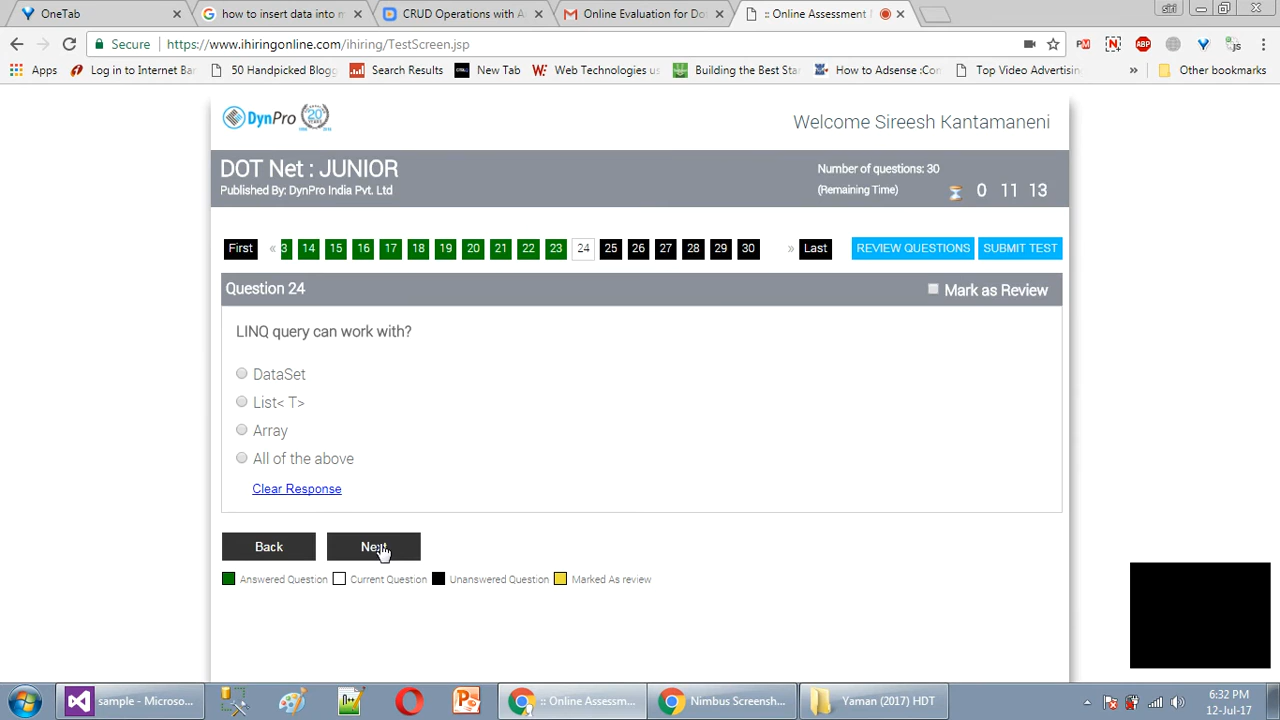 OneTab
how to insert data into m
CRUD Operations with A
Online Evaluation for Do
:: Online Assessment
Secure
https://www.ihiringonline.com/ihiring/TestScreen.jsp
Apps
Log in to Internet Ba
50 Handpicked Blog
Search Results
New Tab
Web Technologies us
Building the Best Sta
How to Adsense :Con
Top Video Advertisin
»
Other bookmarks
DynPro
20
Welcome Sireesh Kantamaneni
DOT Net : JUNIOR
Published By: DynPro India Pvt. Ltd
Number of questions: 30
(Remaining Time)
0 11 13
First « 3 14 15 16 17 18 19 20 21 22 23 24 25 26 27 28 29 30 » Last
REVIEW QUESTIONS
SUBMIT TEST
Question 24
Mark as Review
LINQ query can work with?
DataSet
List< T>
Array
All of the above
Clear Response
Back
Next
Answered Question
Current Question
Unanswered Question
Marked As review
sample - Microso...
:: Online Assessm...
Nimbus Screensh...
Yaman (2017) HDT
6:32 PM
12-Jul-17